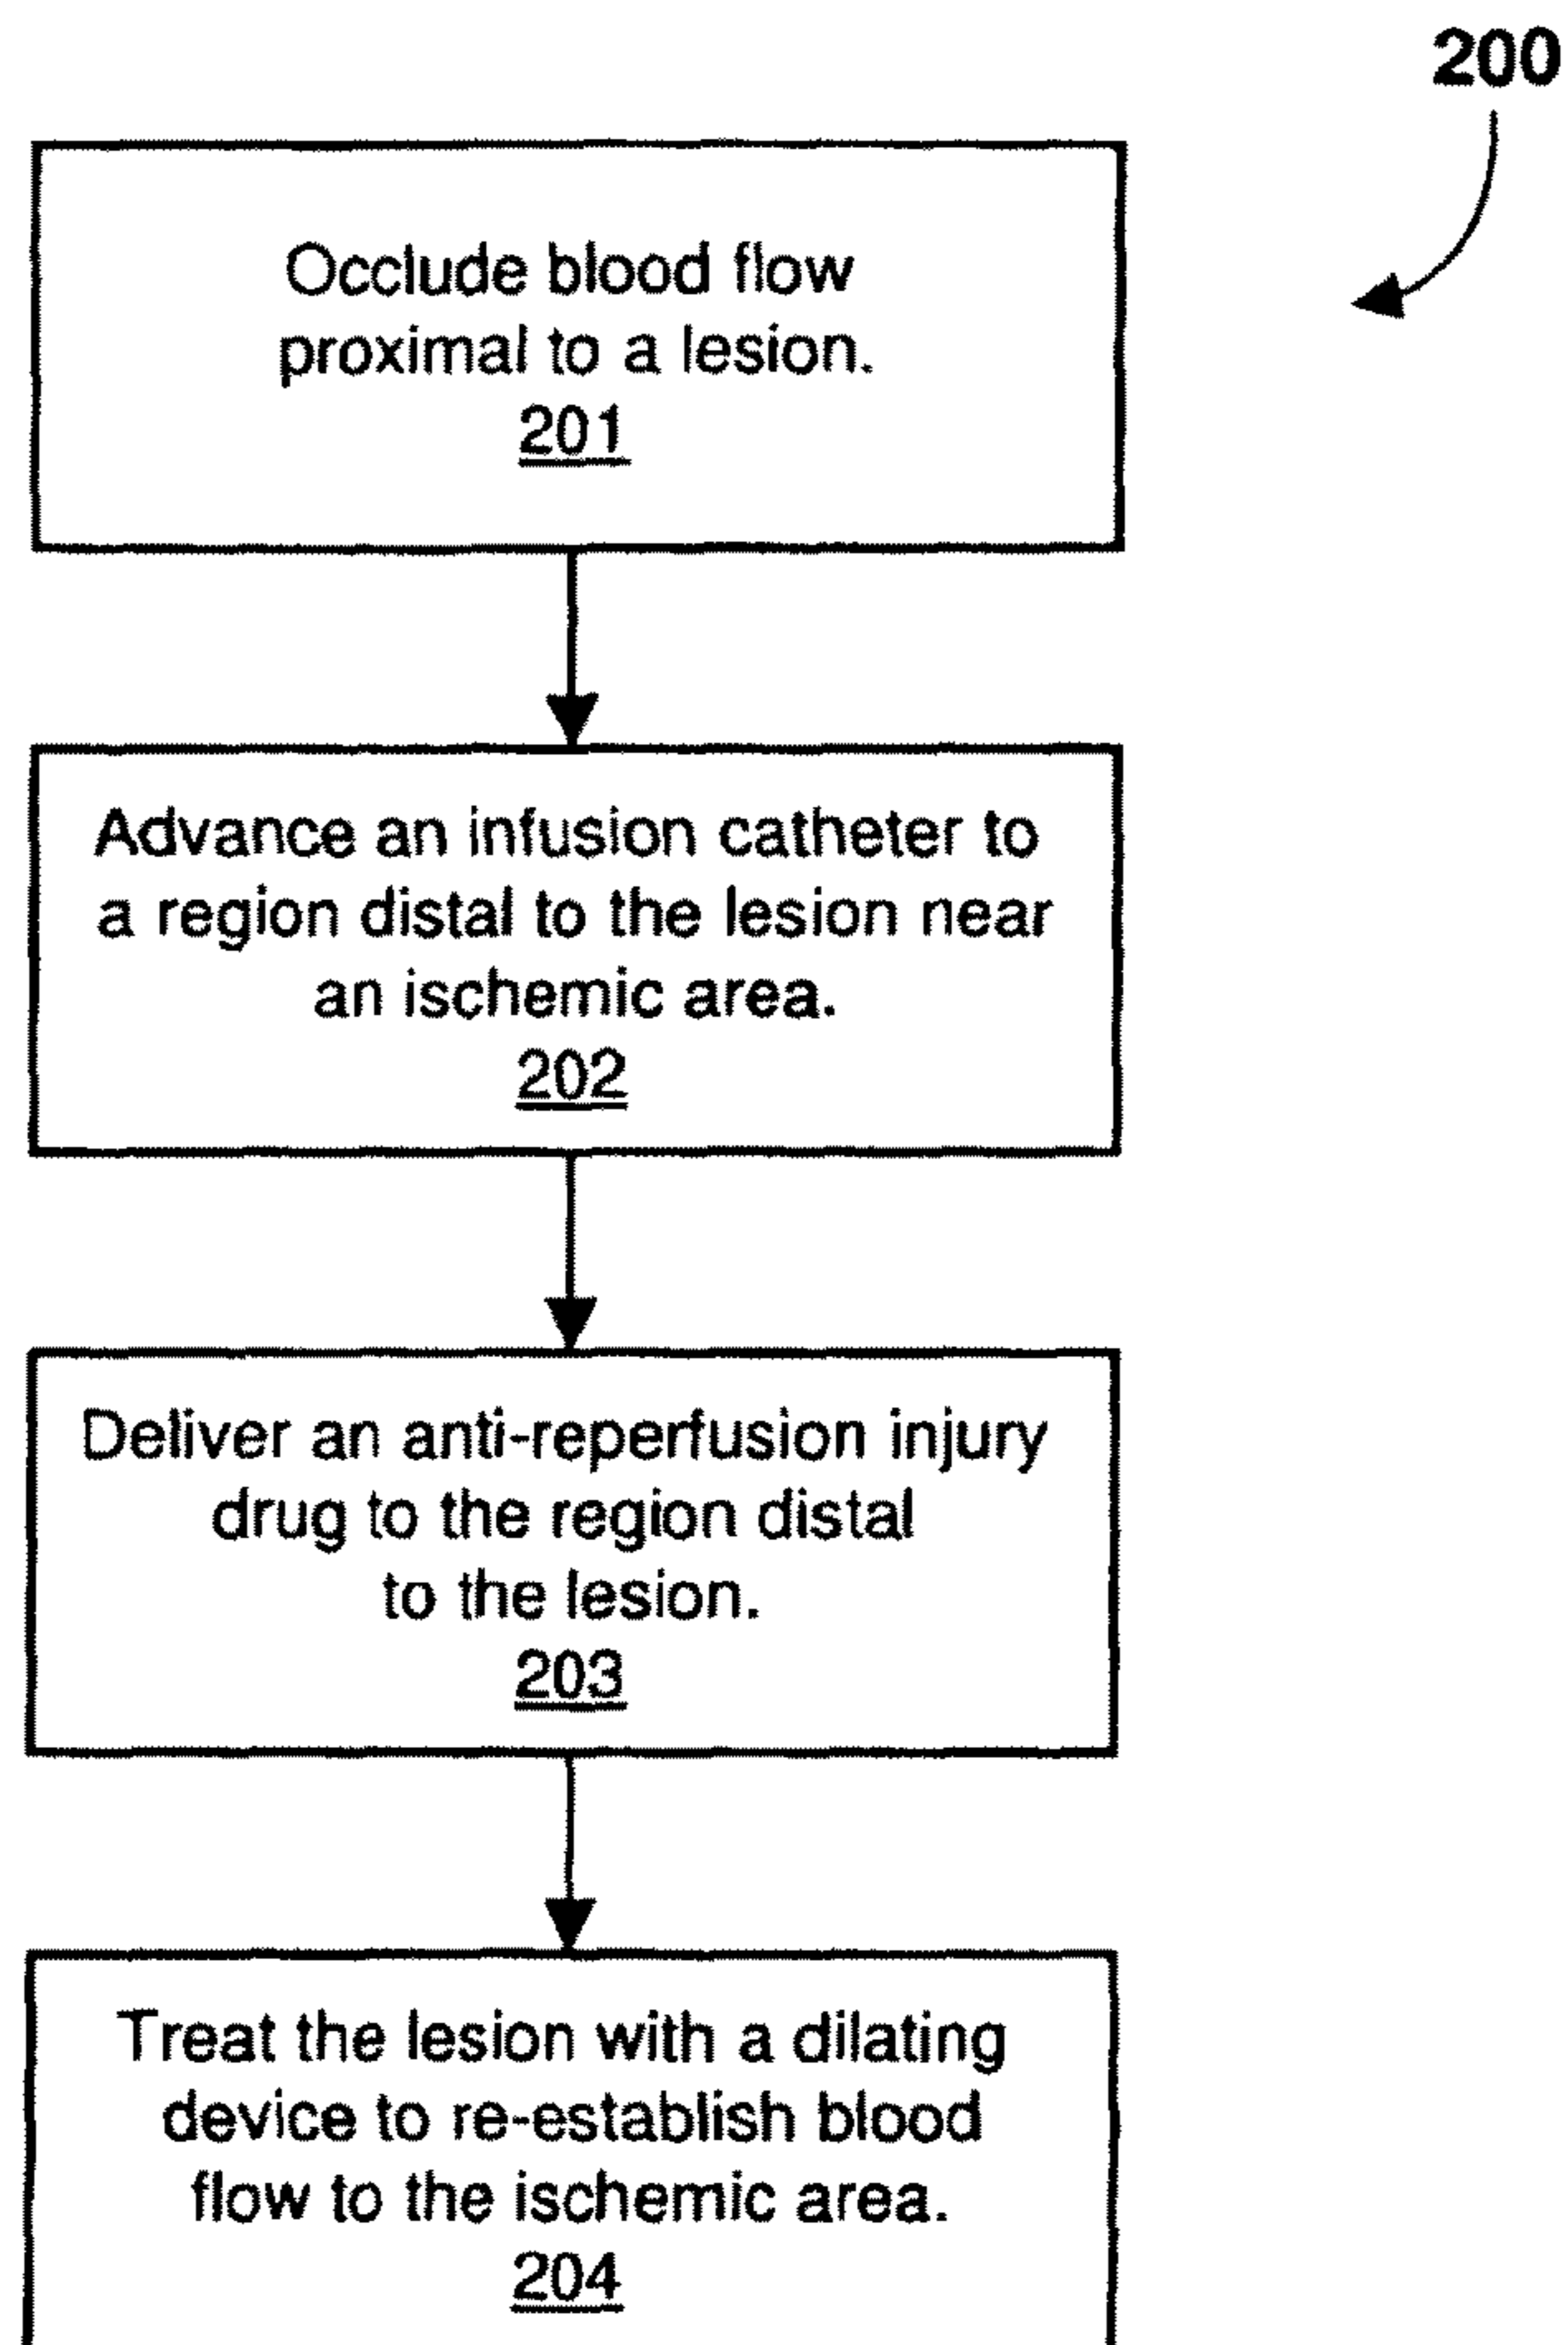 200
Occlude blood flow
proximal to a lesion.
201
Advance an infusion catheter to
a region distal to the lesion near
an ischemic area.
202
Deliver an anti-reperfusion injury
drug to the region distal
to the lesion.
203
Treat the lesion with a dilating
device to re-establish blood
flow to the ischemic area.
204